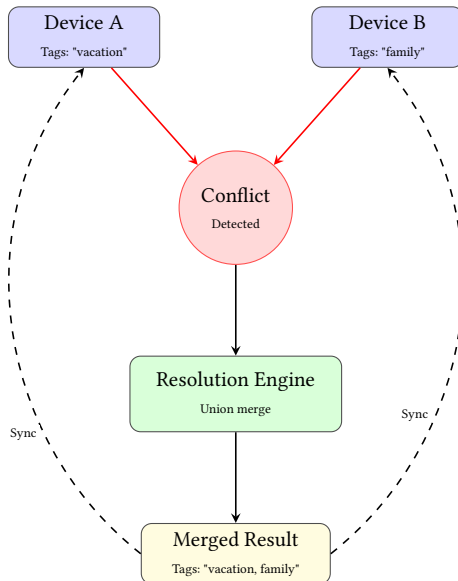 Device A
Tags: "vacation"
Device B
Tags: "family"
Conflict
Detected
Resolution Engine
Union merge
Sync
Sync
Merged Result
Tags: "vacation, family"